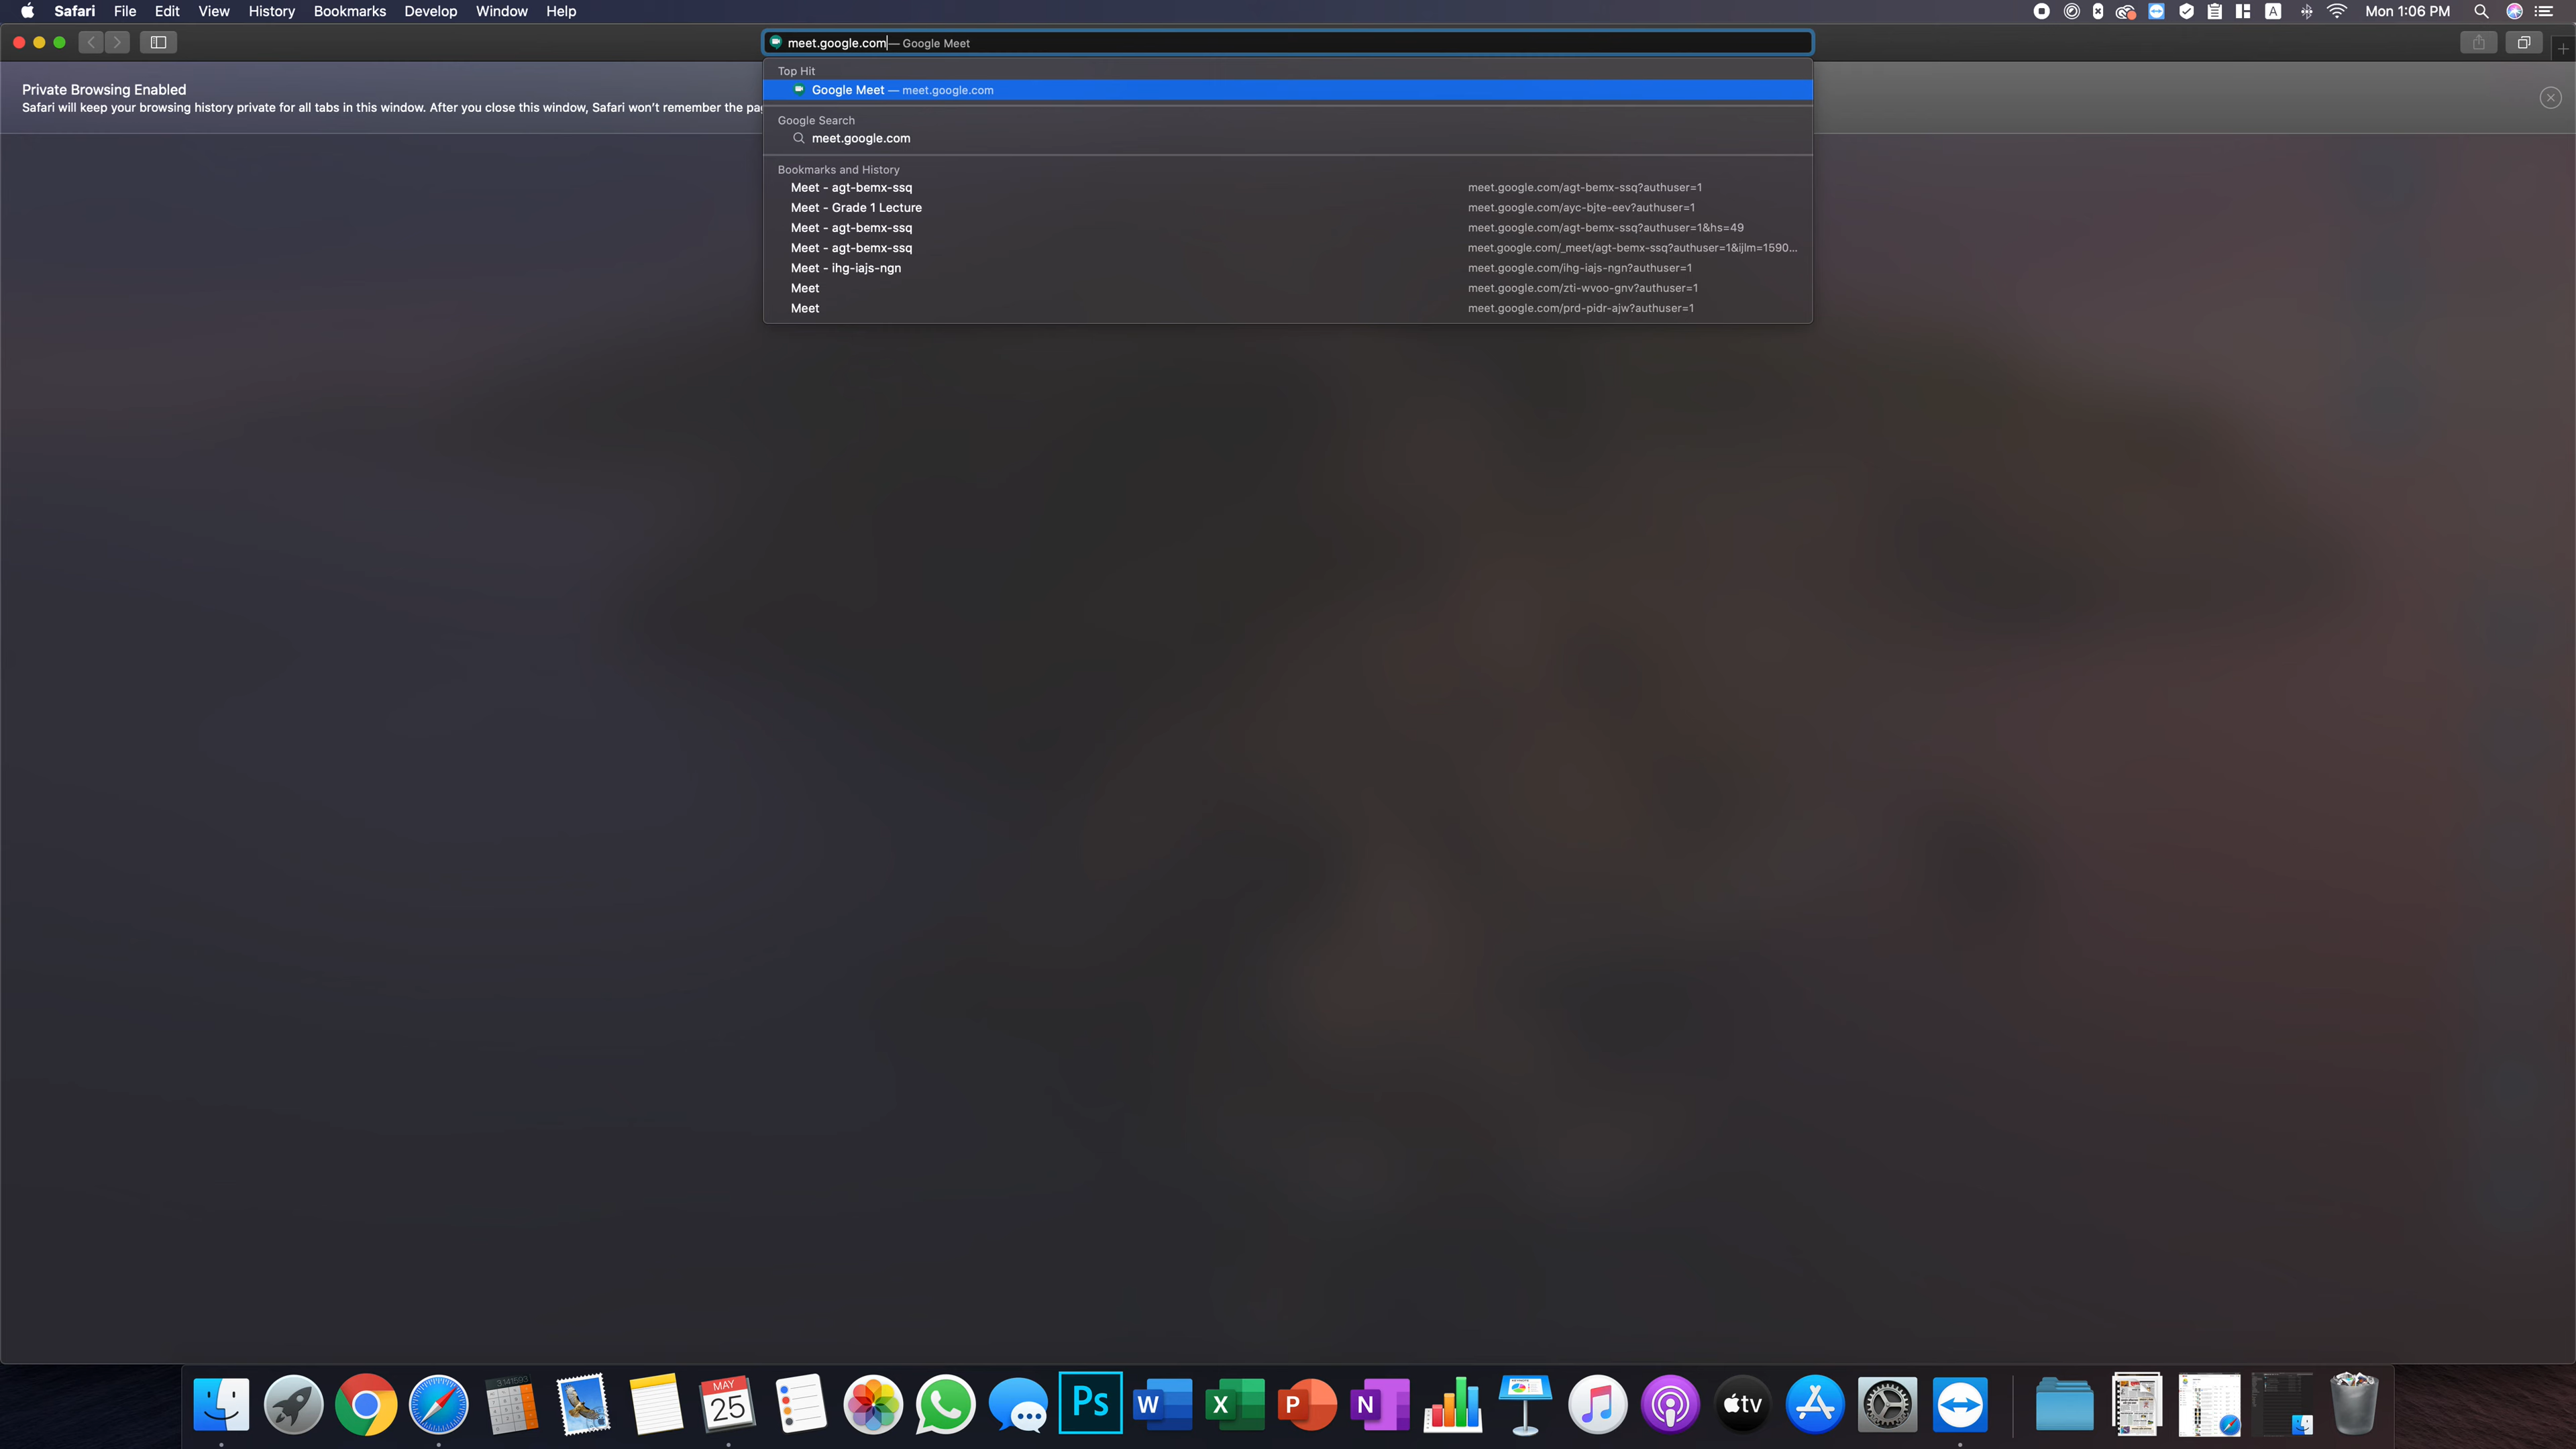 Safari File Edit View History Bookmarks Develop Window Help A Mon 1:06 PM
meet.google.com — Google Meet
Top Hit
Private Browsing Enabled
Google Meet — meet.google.com
Safari will keep your browsing history private for all tabs in this window. After you close this window, Safari won't remember the pag
Google Search
meet.google.com
Bookmarks and History
Meet - agt-bemx-ssq meet.google.com/agt-bemx-ssq?authuser=1
Meet - Grade 1 Lecture meet.google.com/ayc-bjte-eev?authuser=1
Meet - agt-bemx-ssq meet.google.com/agt-bemx-ssq?authuser=1&hs=49
Meet - agt-bemx-ssq meet.google.com/_meet/agt-bemx-ssq?authuser=1&ijlm=1590...
Meet - ihg-iajs-ngn meet.google.com/ihg-iajs-ngn?authuser=1
Meet meet.google.com/zti-wvoo-gnv?authuser=1
Meet meet.google.com/prd-pidr-ajw?authuser=1
MAY
25 Ps W X P N tv